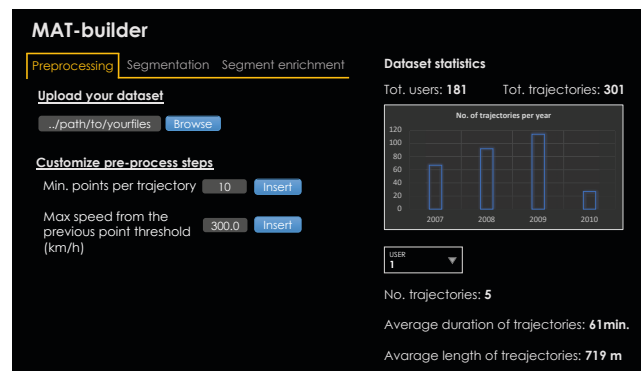 MAT-builder
Preprocessing Segmentation Segment enrichment
Upload your dataset
../path/to/yourfiles Browse
Customize pre-process steps
Min. points per trajectory 10 Insert
Max speed from the
previous point threshold 300.0 Insert
(km/h)
Dataset statistics
Tot. users: 181 Tot. trajectories: 301
No. of trajectories per year
120
100
80
60
40
20
0
2007 2008 2009 2010
USER
1
No. trajectories: 5
Average duration of trajectories: 61min.
Avarage length of treajectories: 719 m